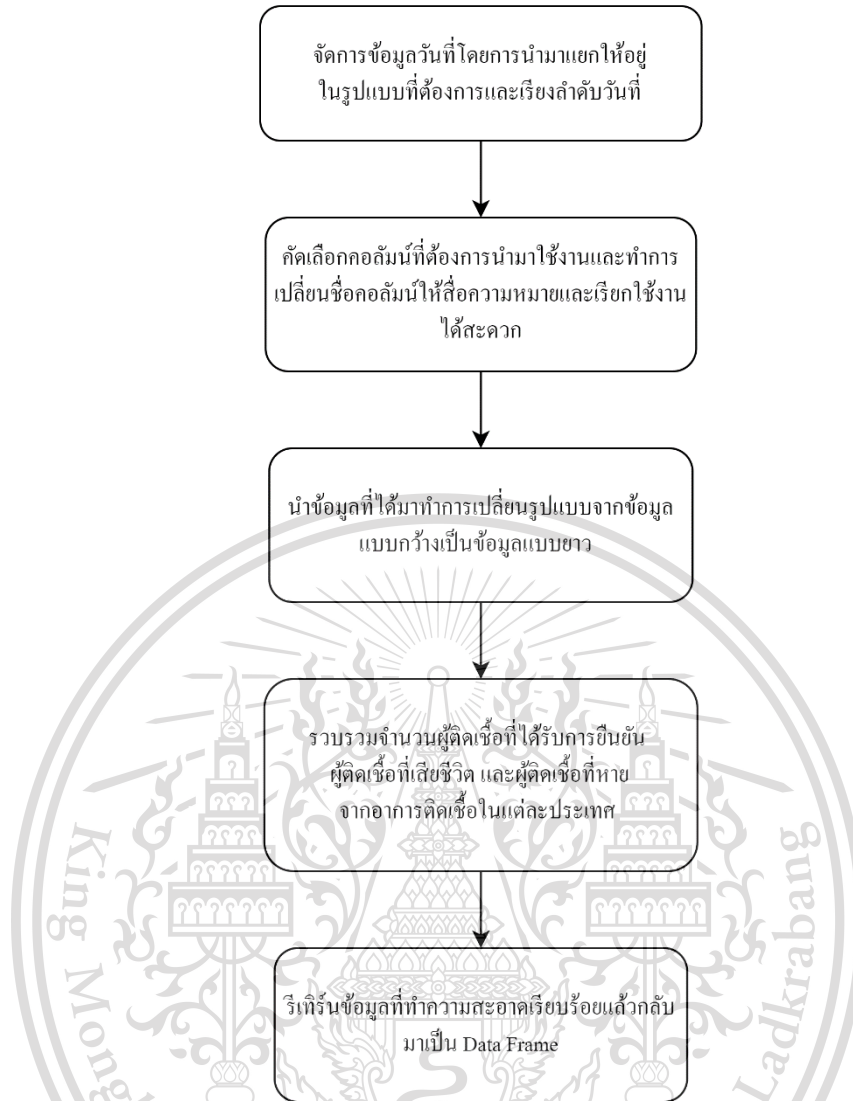 จัดการข้อมูลวันที่โดยการนำมาแยกให้อยู่
ในรูปแบบที่ต้องการและเรียงลำดับวันที่
คัดเลือกคอลัมน์ที่ต้องการนำมาใช้งานและทำการ
เปลี่ยนชื่อคอลัมน์ให้สื่อความหมายและเรียกใช้งาน
ได้สะดวก
นำข้อมูลที่ได้มาทำการเปลี่ยนรูปแบบจากข้อมูล
แบบกว้างเป็นข้อมูลแบบยาว
รวบรวมจำนวนผู้ติดเชื้อที่ได้รับการยืนยัน
ผู้ติดเชื้อที่เสียชีวิต และผู้ติดเชื้อที่หาย
จากอาการติดเชื้อในแต่ละประเทศ
รีเทิร์นข้อมูลที่ทำความสะอาดเรียบร้อยแล้วกลับ
มาเป็น Data Frame
King
Ladkrabang